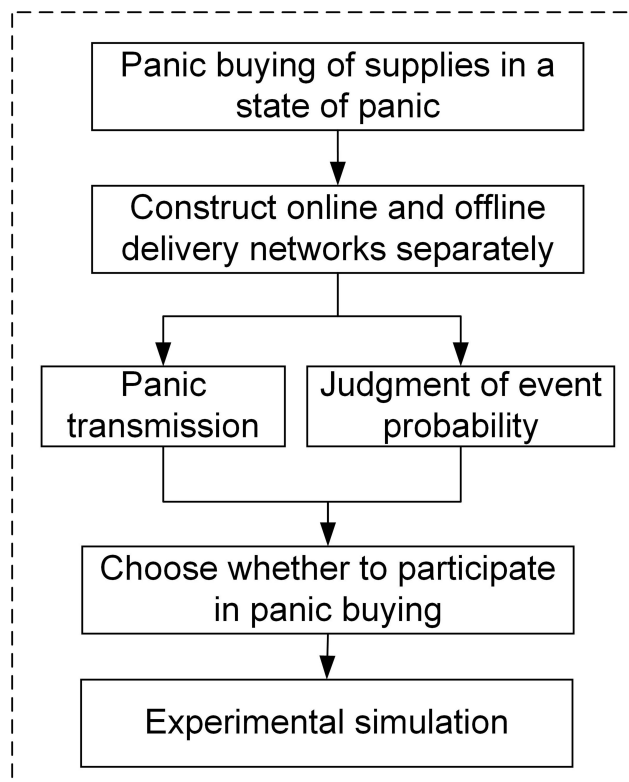 Panic buying of supplies in a
state of panic
Construct online and offline
delivery networks separately
Panic
transmission
Judgment of event
probability
Choose whether to participate
in panic buying
Experimental simulation